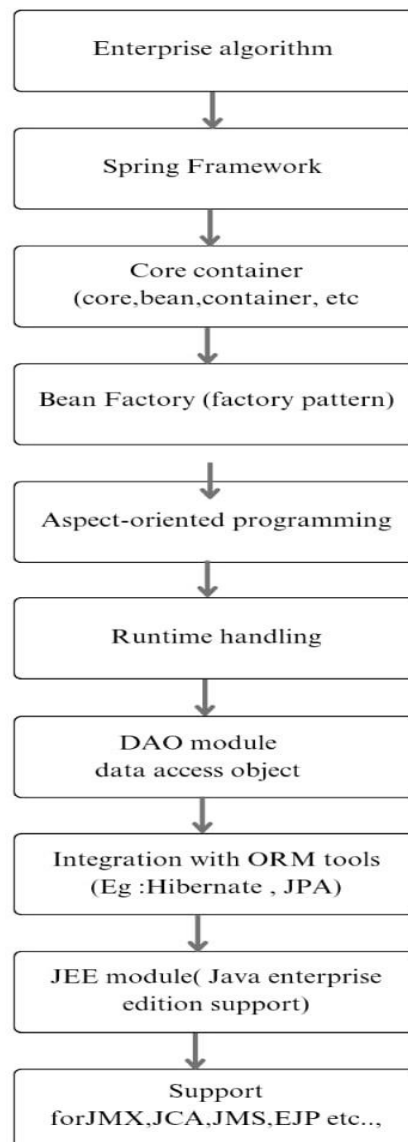 Enterprise algorithm
Spring Framework
Core container
(core,bean,container, etc
Bean Factory (factory pattern)
Aspect-oriented programming
Runtime handling
DAO module
data access object
Integration with ORM tools
(Eg :Hibernate , JPA)
JEE module( Java enterprise
edition support)
Support
forJMX,JCA,JMS,EJP etc..,